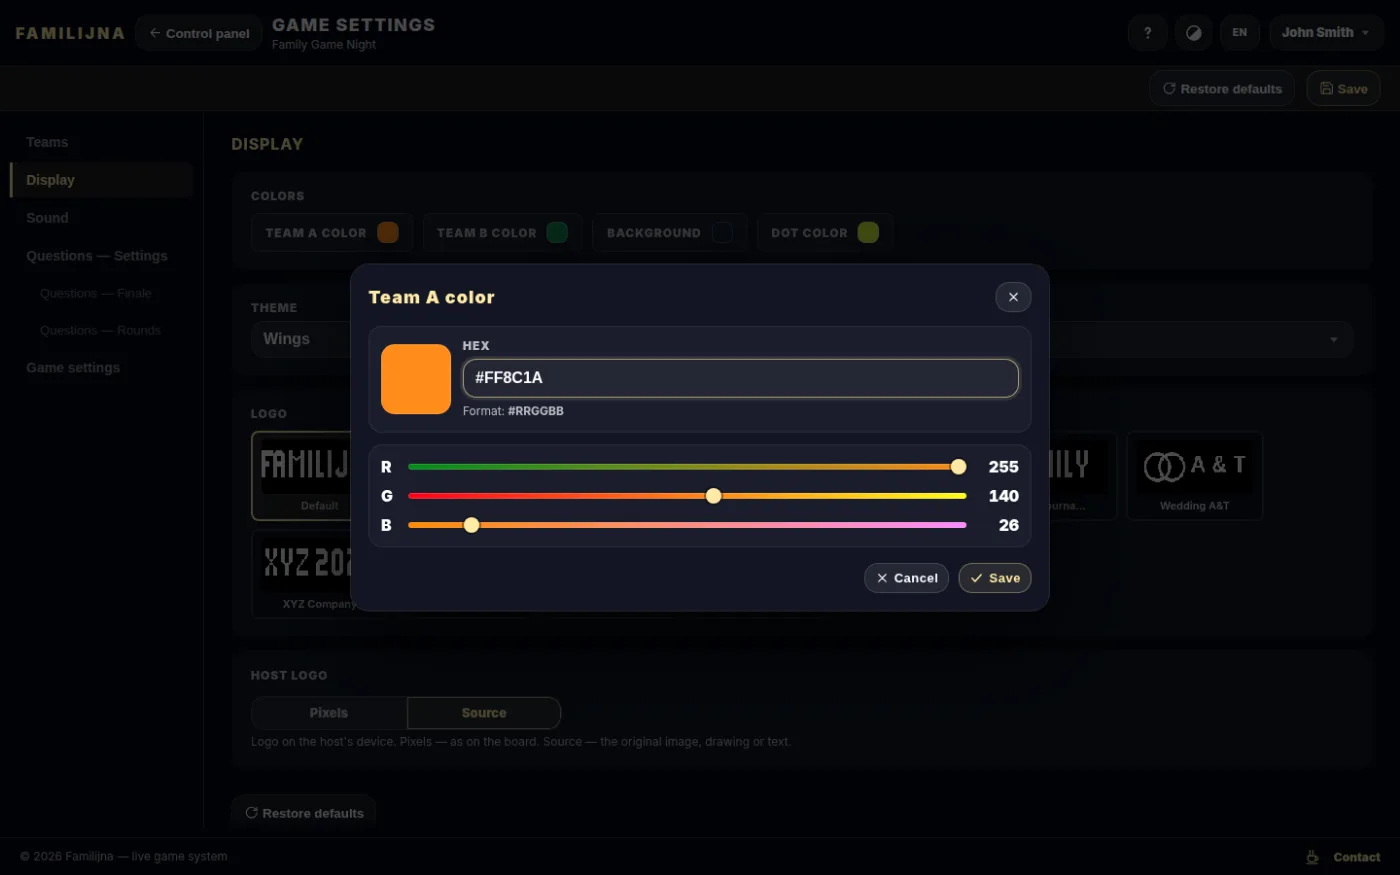 FAMILIJNA
Control panel
GAME SETTINGS
Family Game Night
?
EN
John Smith
Restore defaults
Save
Teams
Display
Sound
Questions — Settings
Questions — Finale
Questions — Rounds
Game settings
DISPLAY
COLORS
TEAM A COLOR
TEAM B COLOR
BACKGROUND
DOT COLOR
THEME
Wings
LOGO
Default
A & T
Wedding A&T
XYZ Company
Team A color
HEX
#FF8C1A
Format: #RRGGBB
R 255
G 140
B 26
Cancel
Save
HOST LOGO
Pixels
Source
Logo on the host's device. Pixels — as on the board. Source — the original image, drawing or text.
Restore defaults
© 2026 Familijna — live game system
Contact